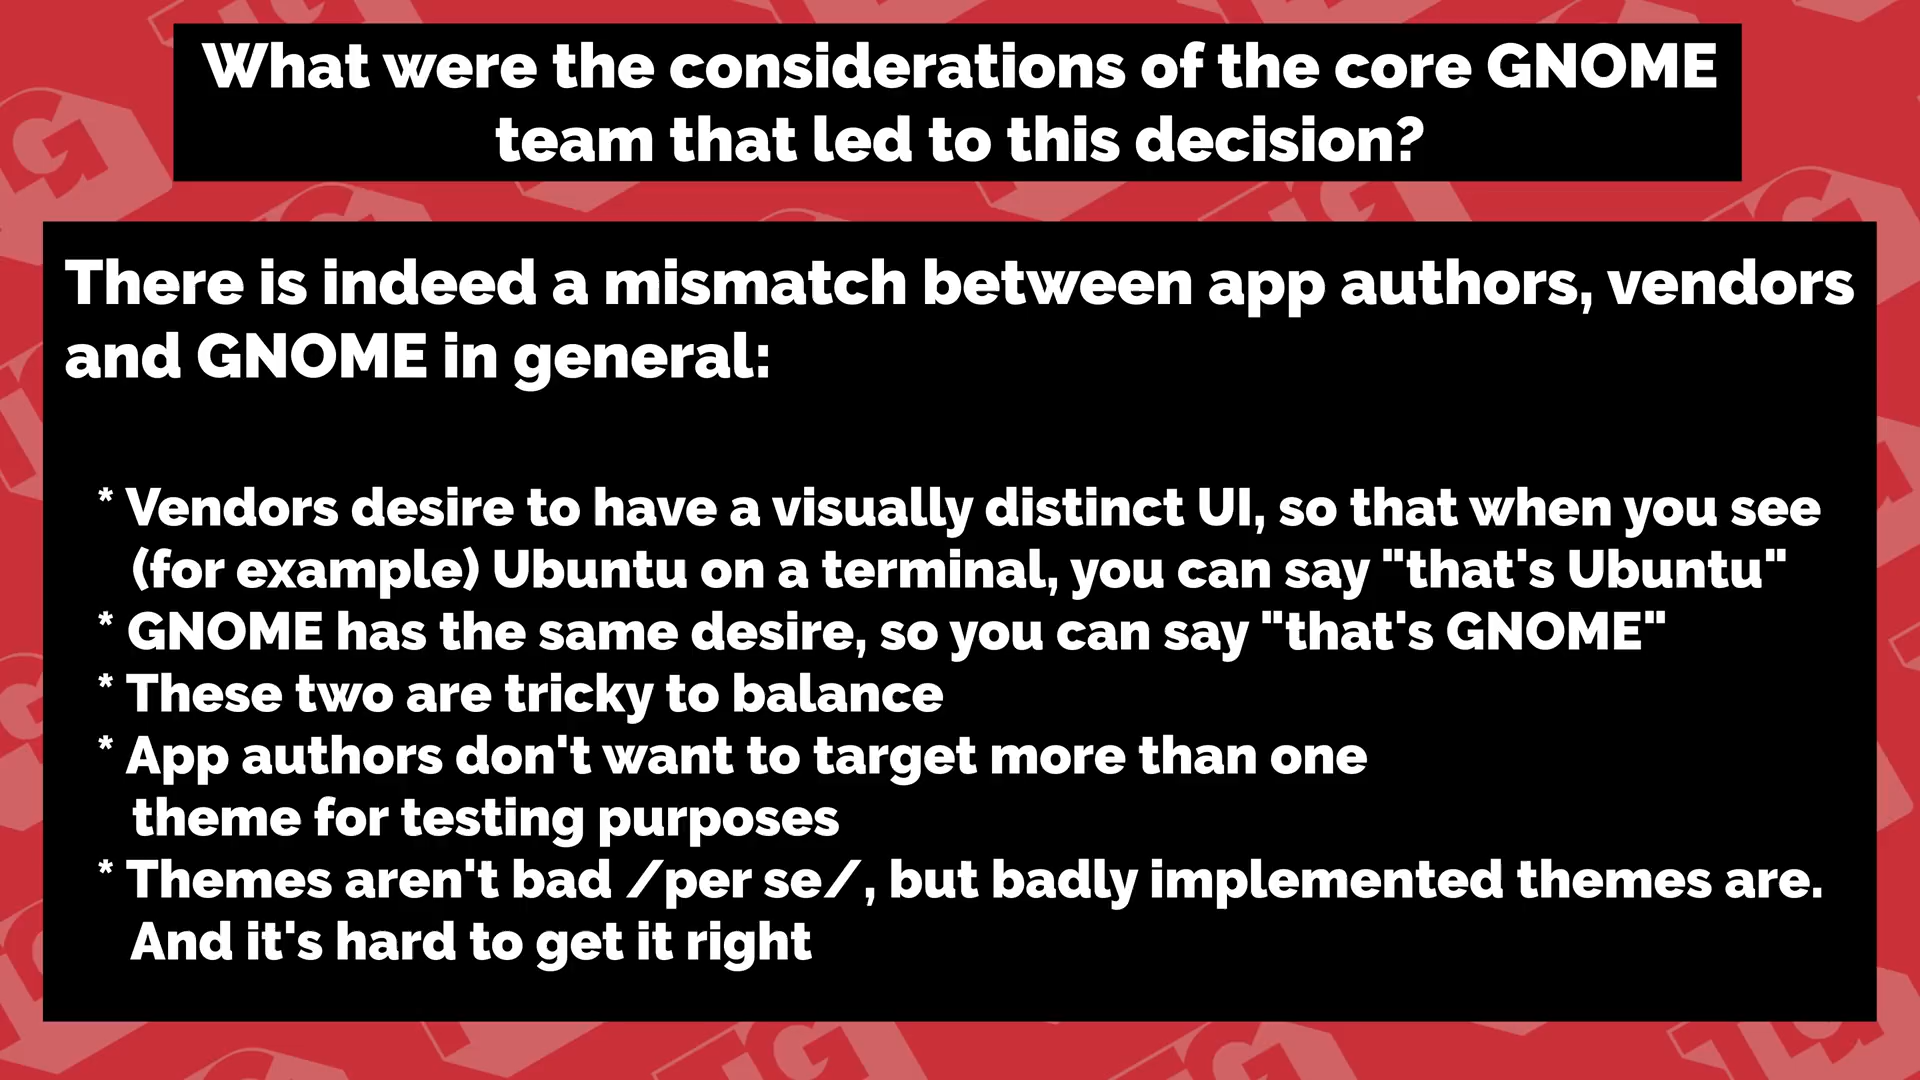 What were the considerations of the core GNOME
team that led to this decision?
There is indeed a mismatch between app authors, vendors
and GNOME in general:
* Vendors desire to have a visually distinct UI, so that when you see
(for example) Ubuntu on a terminal, you can say "that's Ubuntu"
* GNOME has the same desire, so you can say "that's GNOME"
* These two are tricky to balance
* App authors don't want to target more than one
theme for testing purposes
* Themes aren't bad /per se/, but badly implemented themes are.
And it's hard to get it right